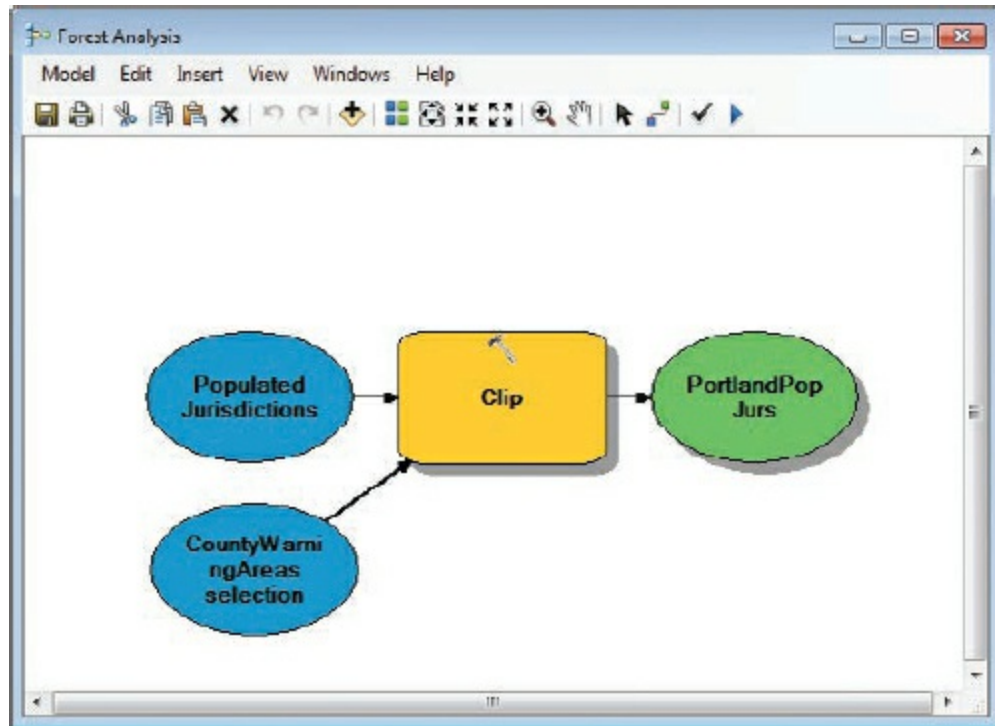 Forest Analysis
Model Edit Insert View Windows Help
Populated
Jurisdictions
Clip
PortlandPop
Jurs
CountyWarni
ngAreas
selection